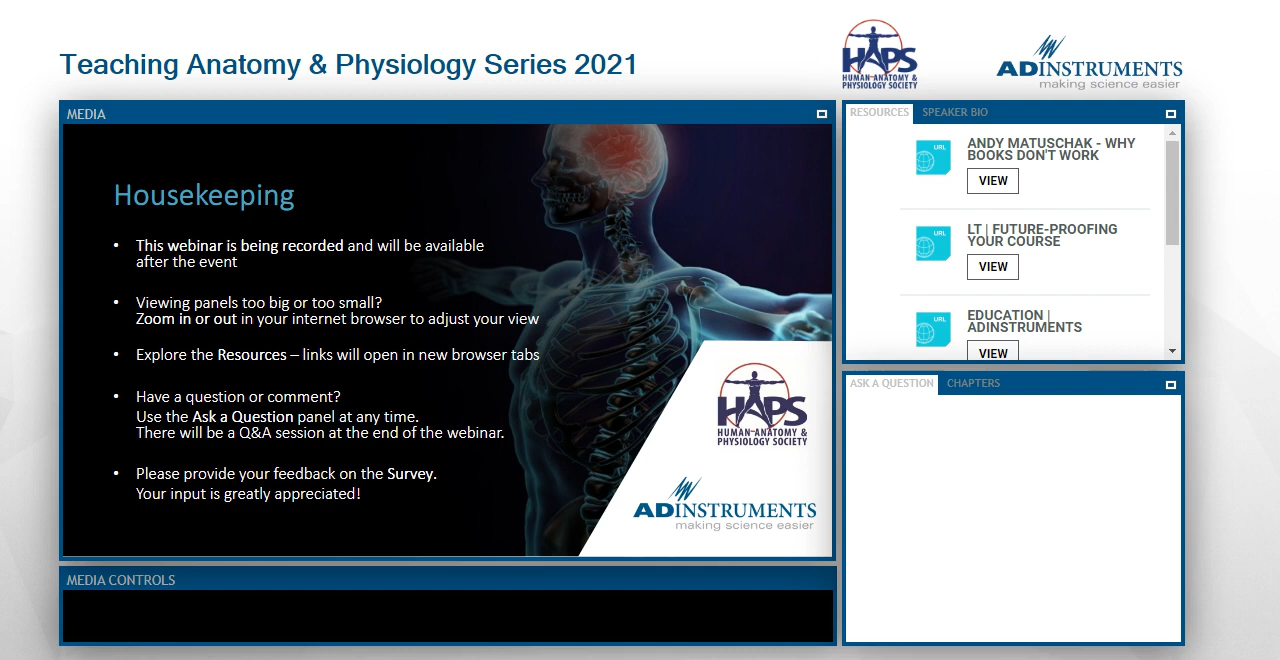 Teaching Anatomy & Physiology Series 2021
HAPS
HUMAN ANATOMY &
PHYSIOLOGY SOCIETY
ADINSTRUMENTS
making science easier
MEDIA
Housekeeping
• This webinar is being recorded and will be available
after the event
• Viewing panels too big or too small?
Zoom in or out in your internet browser to adjust your view
• Explore the Resources – links will open in new browser tabs
• Have a question or comment?
Use the Ask a Question panel at any time.
There will be a Q&A session at the end of the webinar.
• Please provide your feedback on the Survey.
Your input is greatly appreciated!
HAPS
HUMAN ANATOMY &
PHYSIOLOGY SOCIETY
ADINSTRUMENTS
making science easier
MEDIA CONTROLS
RESOURCES SPEAKER BIO
URL
ANDY MATUSCHAK - WHY
BOOKS DON'T WORK
VIEW
URL
LT | FUTURE-PROOFING
YOUR COURSE
VIEW
URL
EDUCATION |
ADINSTRUMENTS
VIEW
ASK A QUESTION CHAPTERS